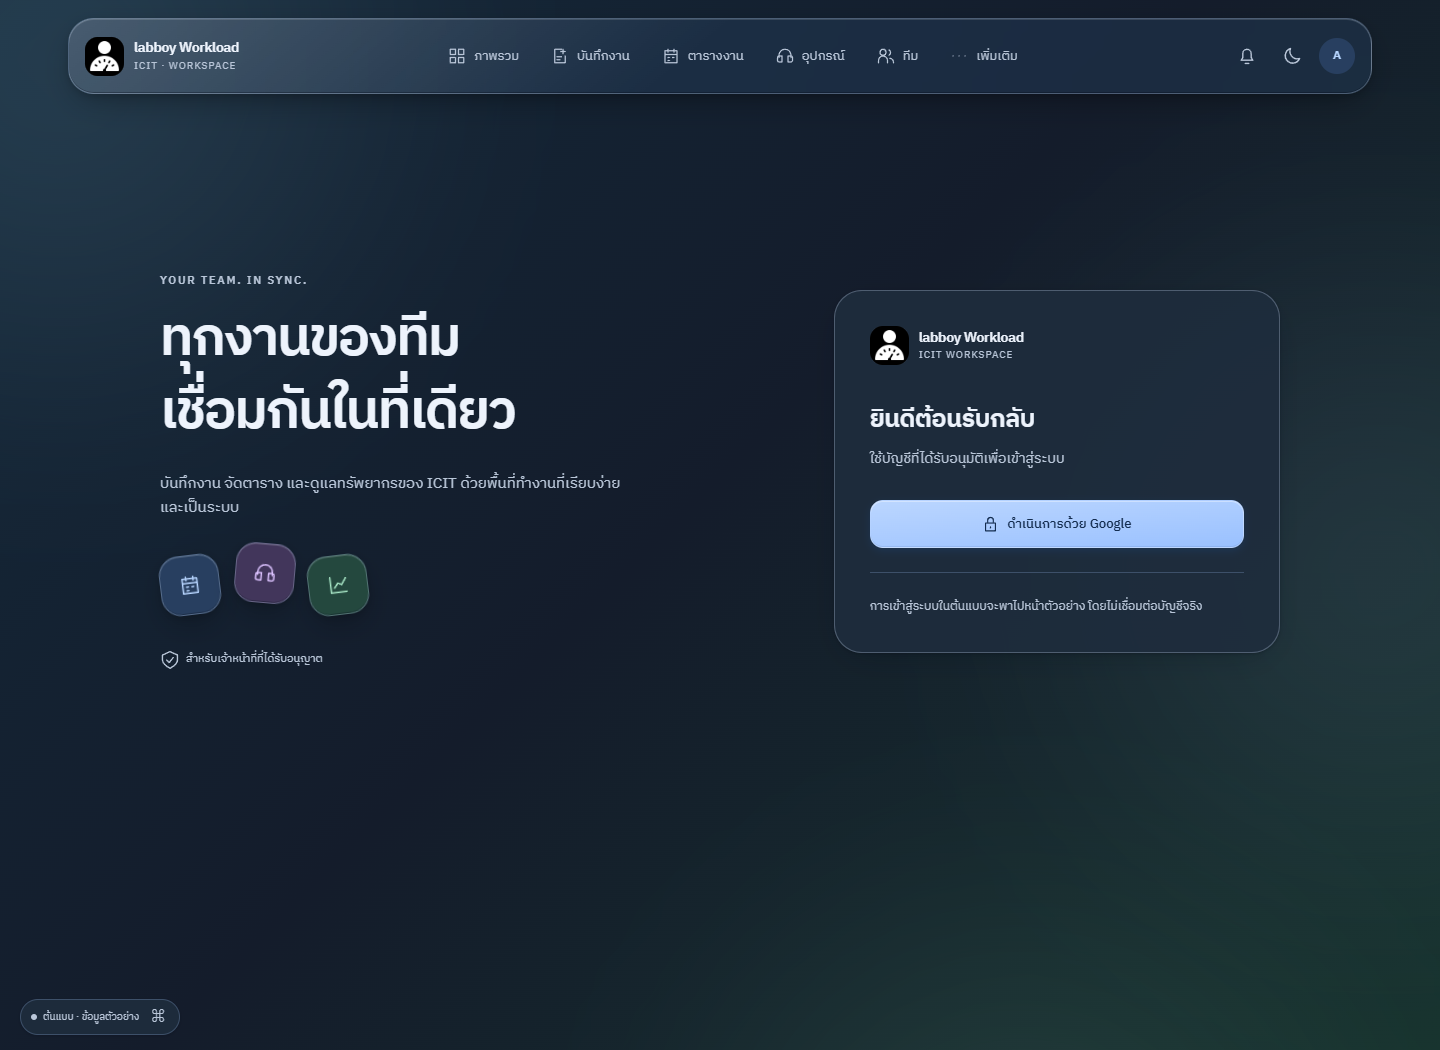 labboy Workload
ICIT · WORKSPACE
ภาพรวม
บันทึกงาน
ตารางงาน
อุปกรณ์
ทีม
··· เพิ่มเติม
A
YOUR TEAM. IN SYNC.
ทุกงานของทีม
เชื่อมกันในที่เดียว
บันทึกงาน จัดตาราง และดูแลทรัพยากรของ ICIT ด้วยพื้นที่ทำงานที่เรียบง่าย
และเป็นระบบ
สำหรับเจ้าหน้าที่ที่ได้รับอนุญาต
labboy Workload
ICIT WORKSPACE
ยินดีต้อนรับกลับ
ใช้บัญชีที่ได้รับอนุมัติเพื่อเข้าสู่ระบบ
ดำเนินการด้วย Google
การเข้าสู่ระบบในต้นแบบจะพาไปหน้าตัวอย่าง โดยไม่เชื่อมต่อบัญชีจริง
ต้นแบบ · ข้อมูลตัวอย่าง ⌘